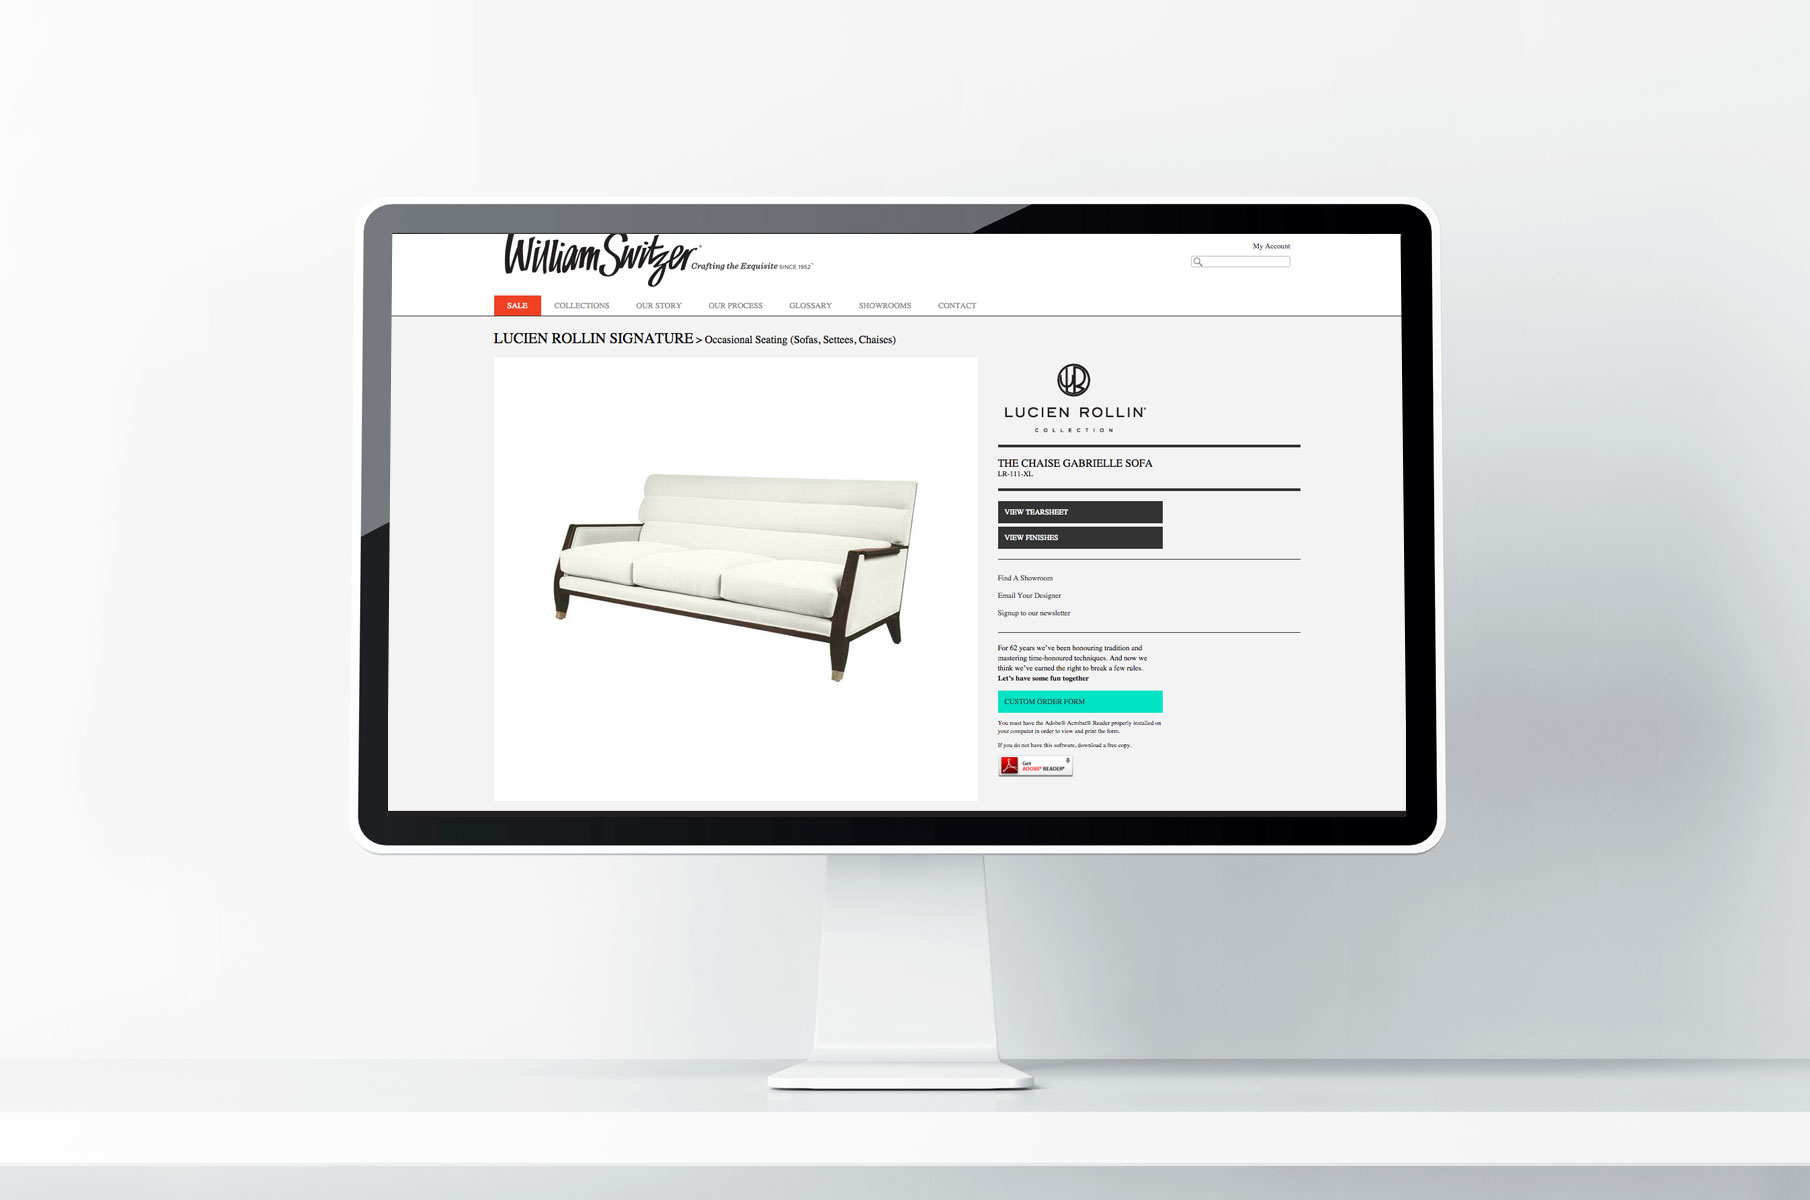 William Switzer® Crafting the Exquisite SINCE 1952™
My Account
SALE COLLECTIONS OUR STORY OUR PROCESS GLOSSARY SHOWROOMS CONTACT
LUCIEN ROLLIN SIGNATURE > Occasional Seating (Sofas, Settees, Chaises)
LR
LUCIEN ROLLIN®
COLLECTION
THE CHAISE GABRIELLE SOFA
LR-111-XL
VIEW TEARSHEET
VIEW FINISHES
Find A Showroom
Email Your Designer
Signup to our newsletter
For 62 years we've been honouring tradition and
mastering time-honoured techniques. And now we
think we've earned the right to break a few rules.
Let's have some fun together
CUSTOM ORDER FORM
You must have the Adobe® Acrobat® Reader properly installed on
your computer in order to view and print the form.
If you do not have this software, download a free copy.
Get
ADOBE® READER®